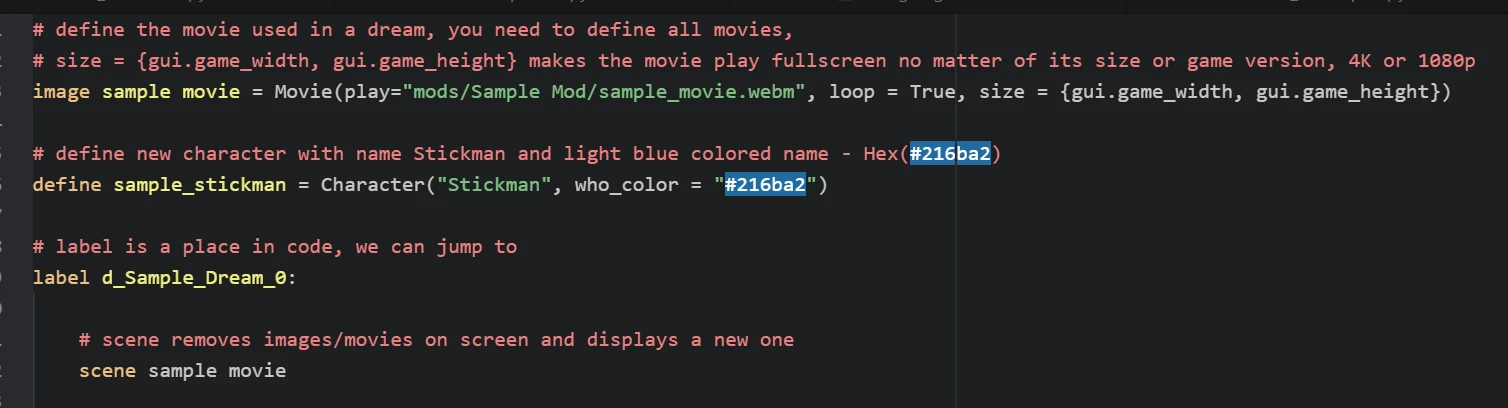 # define the movie used in a dream, you need to define all movies,
# size = {gui.game_width, gui.game_height} makes the movie play fullscreen no matter of its size or game version, 4K or 1080p
image sample movie = Movie(play="mods/Sample Mod/sample_movie.webm", loop = True, size = {gui.game_width, gui.game_height})
# define new character with name Stickman and light blue colored name - Hex(#216ba2)
define sample_stickman = Character("Stickman", who_color = "#216ba2")
# label is a place in code, we can jump to
label d_Sample_Dream_0:
# scene removes images/movies on screen and displays a new one
scene sample movie